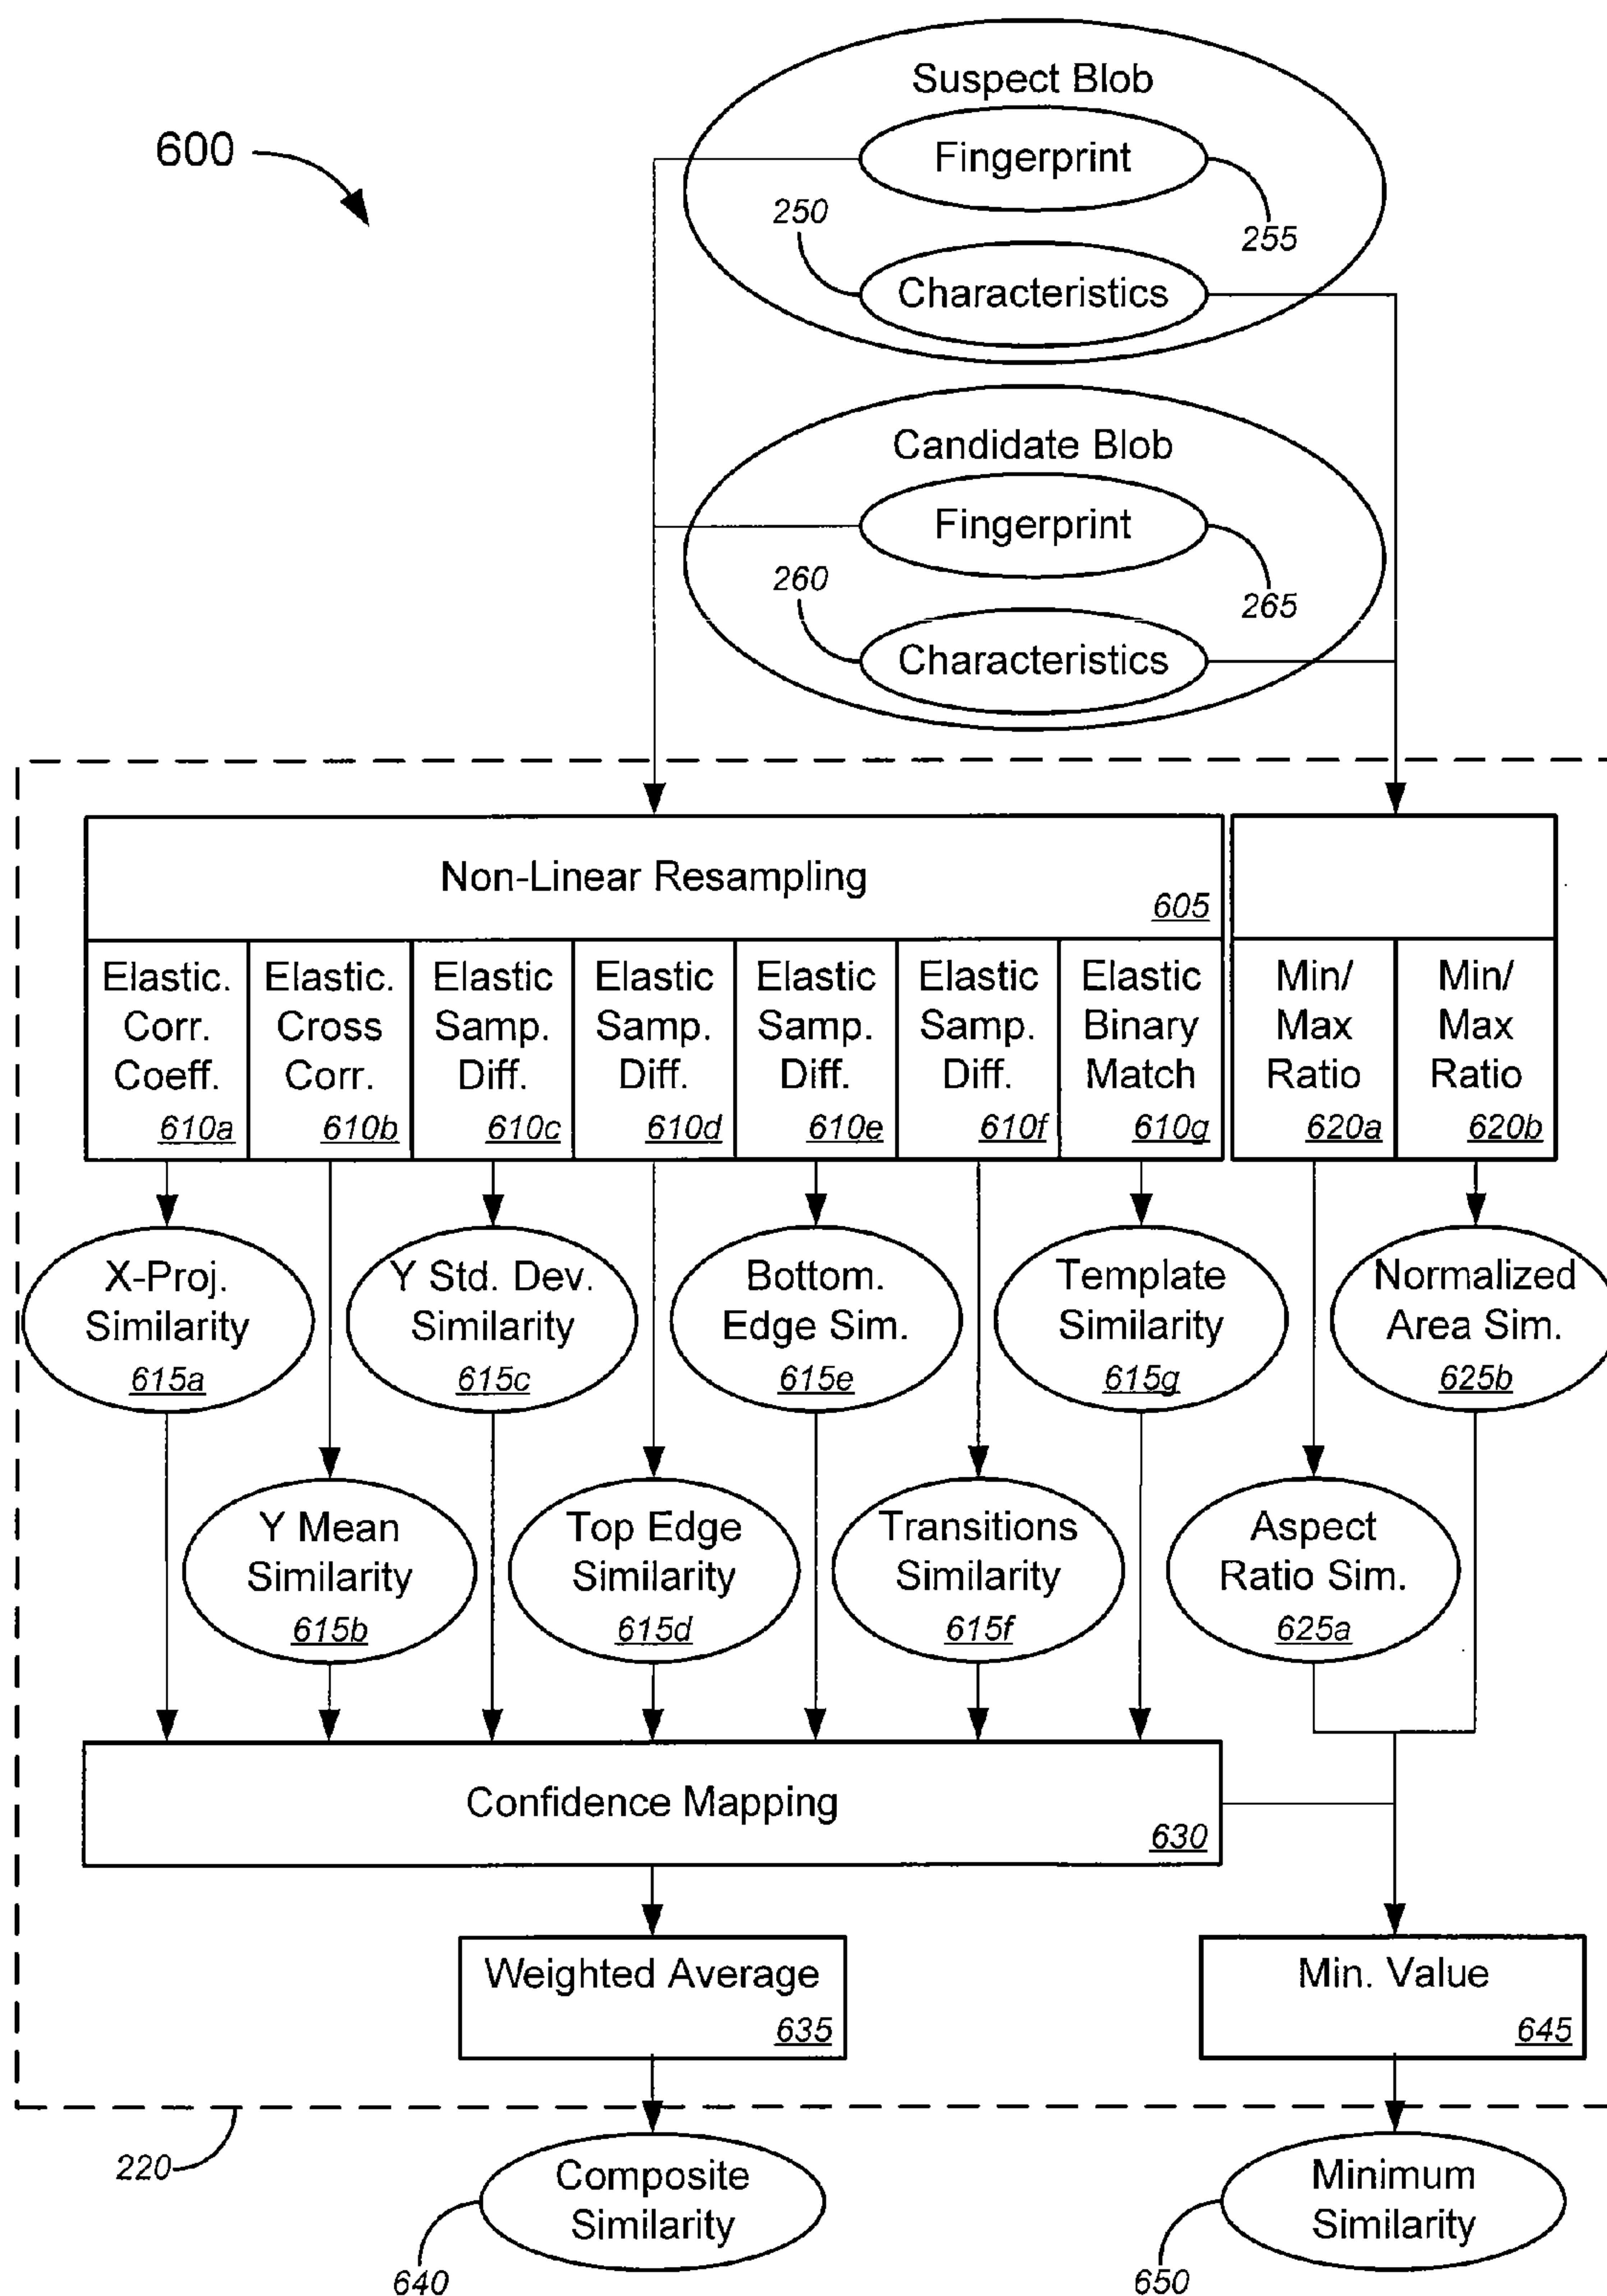 600
Suspect Blob
Fingerprint
250
255
Characteristics
Candidate Blob
Fingerprint
260
265
Characteristics
Non-Linear Resampling
605
Elastic.
Corr.
Coeff.
610a
Elastic.
Cross
Corr.
610b
Elastic
Samp.
Diff.
610c
Elastic
Samp.
Diff.
610d
Elastic
Samp.
Diff.
610e
Elastic
Samp.
Diff.
610f
Elastic
Binary
Match
610g
Min/
Max
Ratio
620a
Min/
Max
Ratio
620b
X-Proj.
Similarity
615a
Y Std. Dev.
Similarity
615c
Bottom.
Edge Sim.
615e
Template
Similarity
615g
Normalized
Area Sim.
625b
Y Mean
Similarity
615b
Top Edge
Similarity
615d
Transitions
Similarity
615f
Aspect
Ratio Sim.
625a
Confidence Mapping
630
Weighted Average
635
Min. Value
645
220
Composite
Similarity
640
Minimum
Similarity
650